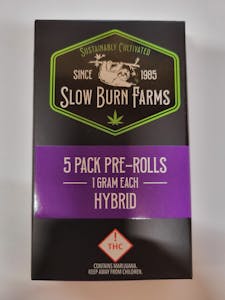 Sustainably Cultivated
SINCE 1985
Slow Burn Farms
5 PACK PRE-ROLLS
1 GRAM EACH
HYBRID
!
THC
CONTAINS MARIJUANA.
KEEP AWAY FROM CHILDREN.